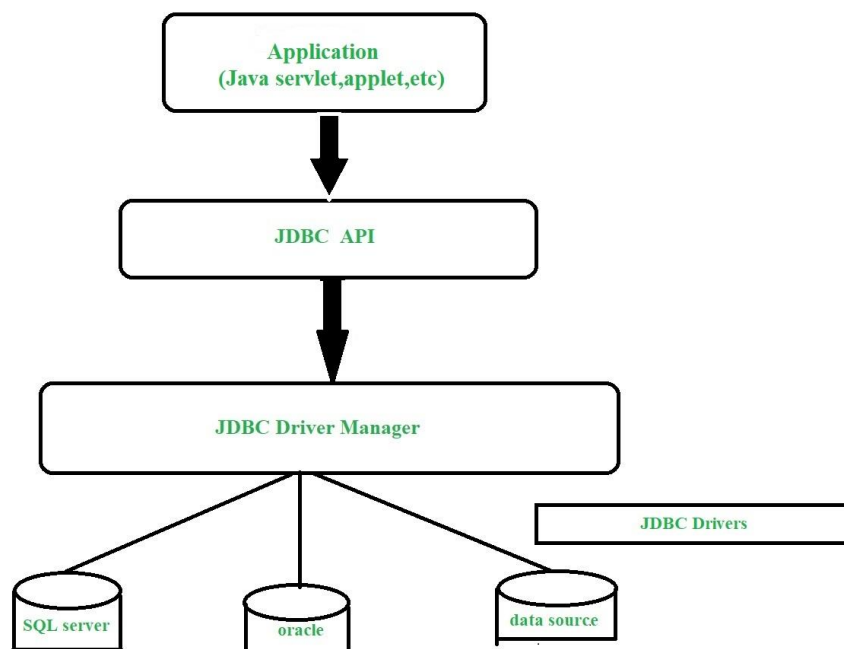 Application
(Java servlet,applet,etc)
JDBC API
JDBC Driver Manager
JDBC Drivers
SQL server
oracle
data source